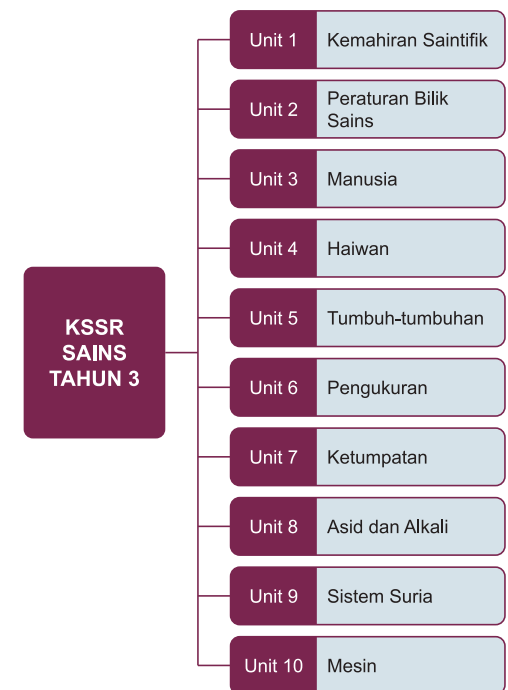 KSSR
SAINS
TAHUN 3
Unit 1 Kemahiran Saintifik
Unit 2 Peraturan Bilik
Sains
Unit 3 Manusia
Unit 4 Haiwan
Unit 5 Tumbuh-tumbuhan
Unit 6 Pengukuran
Unit 7 Ketumpatan
Unit 8 Asid dan Alkali
Unit 9 Sistem Suria
Unit 10 Mesin